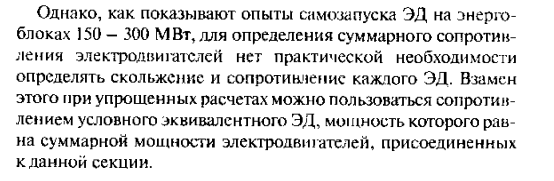 Однако, как показывают опыты самозапуска ЭД на энерго-
блоках 150 – 300 МВт, для определения суммарного сопротив-
ления электродвигателей нет практической необходимости
определять скольжение и сопротивление каждого ЭД. Взамен
этого при упрощенных расчетах можно пользоваться сопротив-
лением условного эквивалентного ЭД, мощность которого рав-
на суммарной мощности электродвигателей, присоединенных
к данной секции.